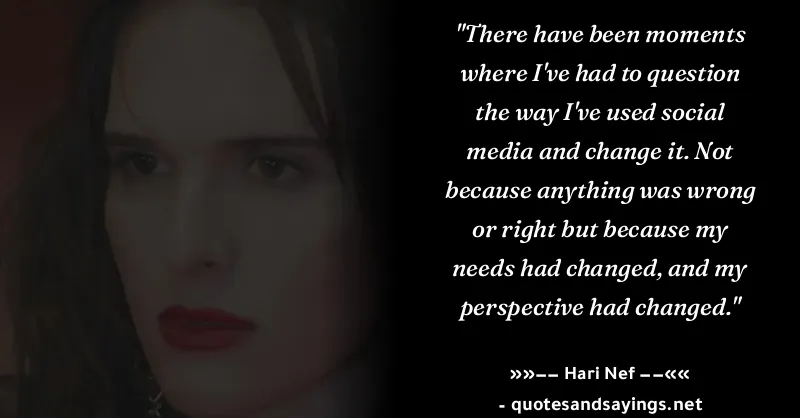 "There have been moments
where I've had to question
the way I've used social
media and change it. Not
because anything was wrong
or right but because my
needs had changed, and my
perspective had changed."
»»−− Hari Nef −−««
- quotesandsayings.net